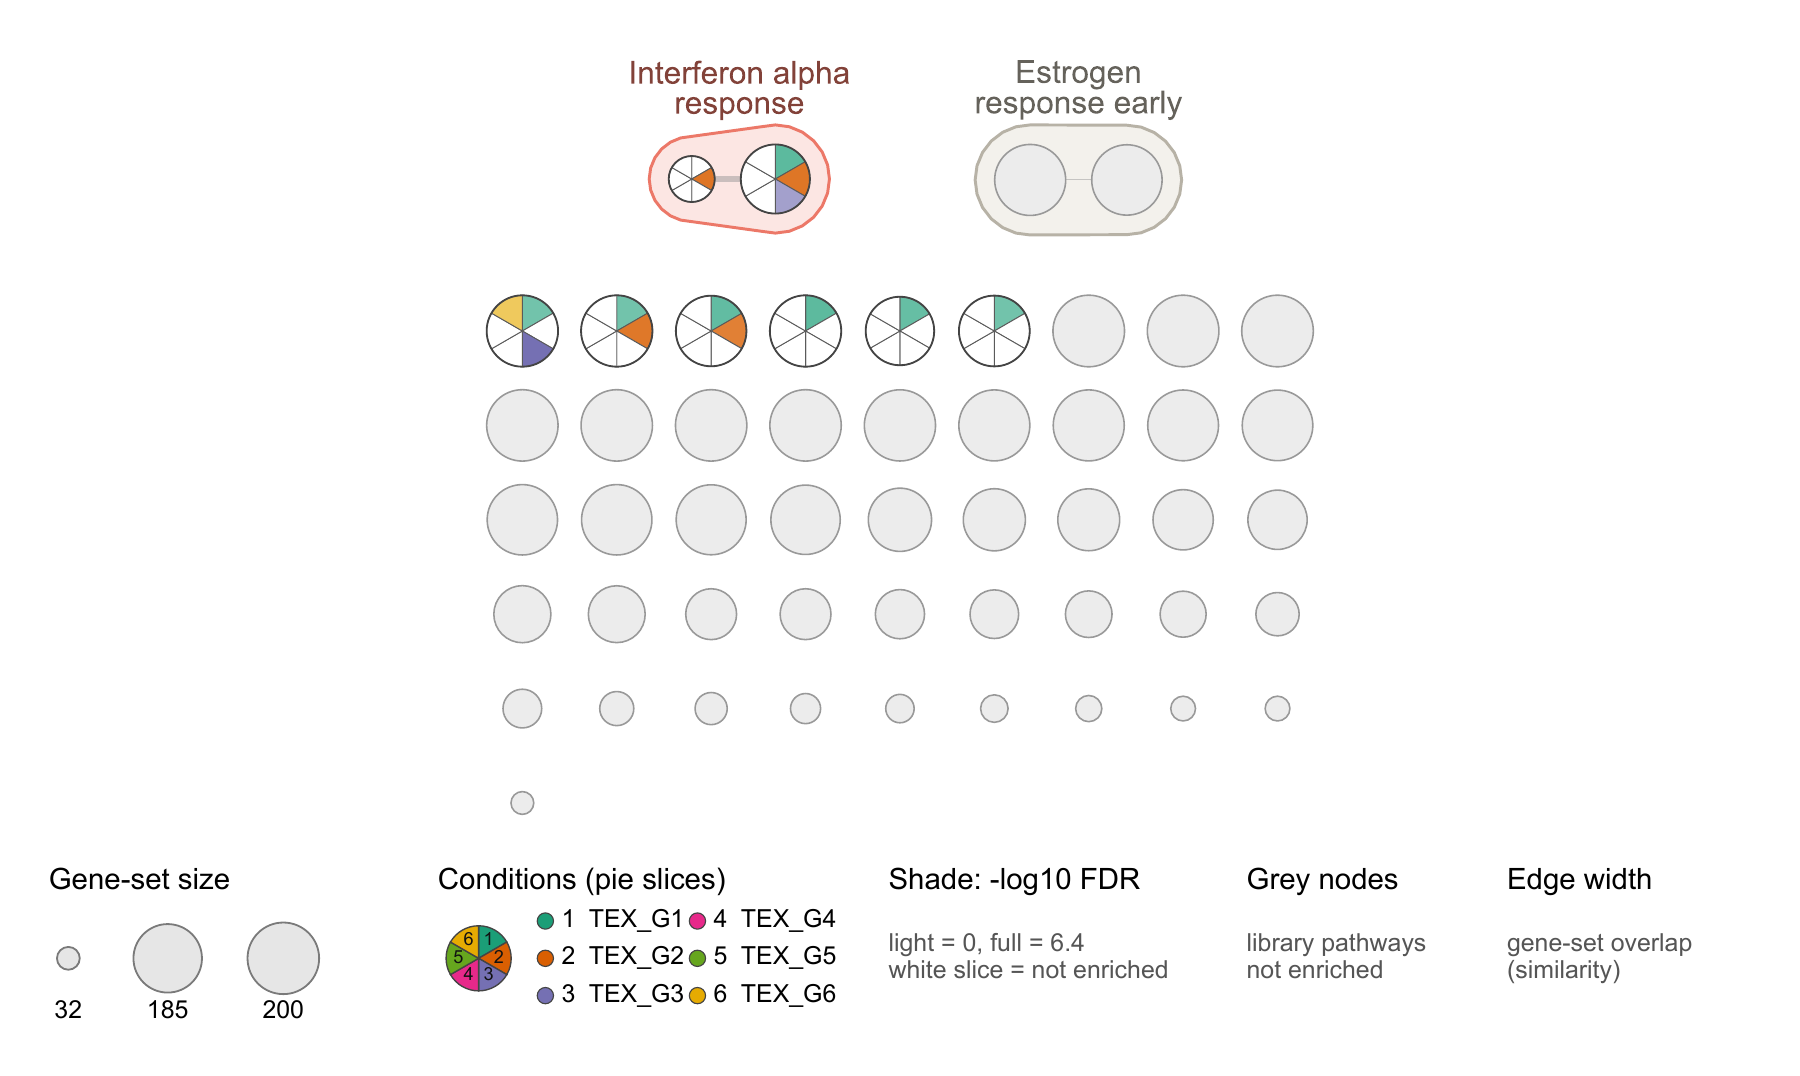 Interferon alpha
response
Estrogen
response early
Gene-set size
32
185
200
Conditions (pie slices)
6 1
5 2
4 3
1 TEX_G1
2 TEX_G2
3 TEX_G3
4 TEX_G4
5 TEX_G5
6 TEX_G6
Shade: -log10 FDR
light = 0, full = 6.4
white slice = not enriched
Grey nodes
library pathways
not enriched
Edge width
gene-set overlap
(similarity)